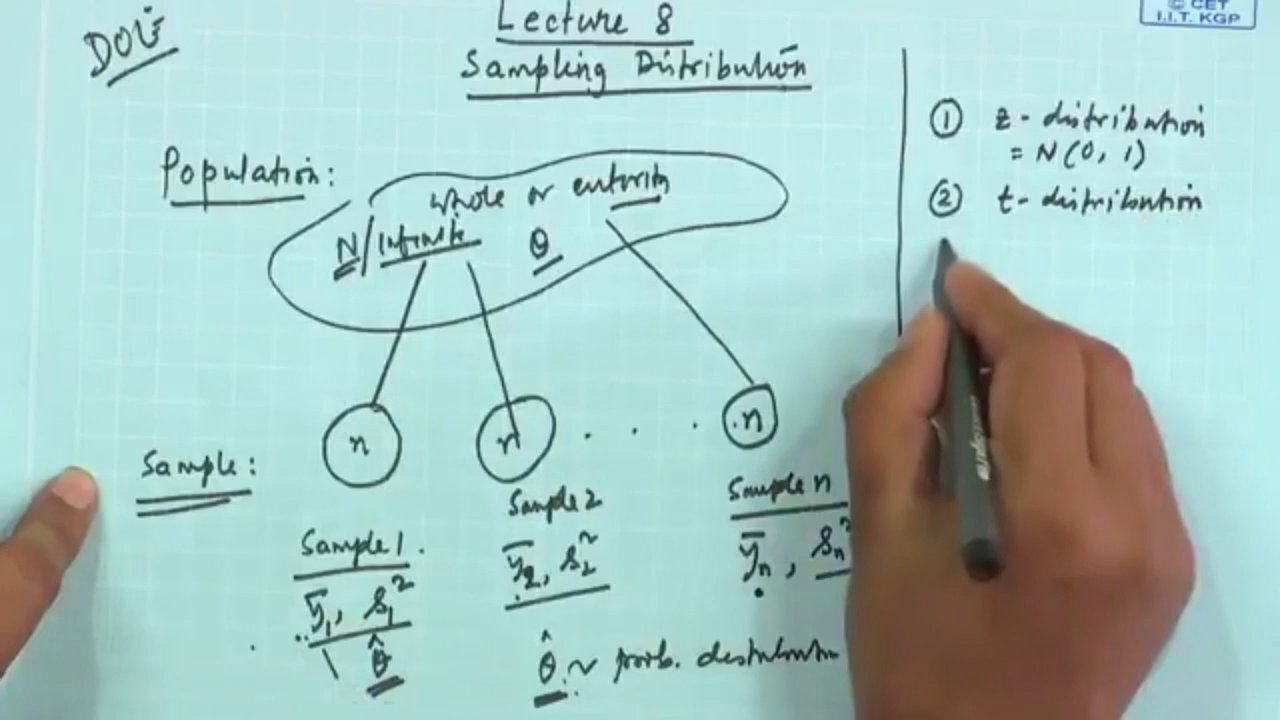 DOE
Lecture 8
Sampling Distribution
© CET
I.I.T. KGP
Population:
whole or entirity
N/Infinite θ
n n . . . n
Sample:
Sample 1.
ȳ₁, s₁²
θ̂
Sample 2
ȳ₂, s₂²
Sample n
ȳₙ, sₙ²
θ̂ ~ prob. distribution
① z - distribution
= N(0, 1)
② t - distribution